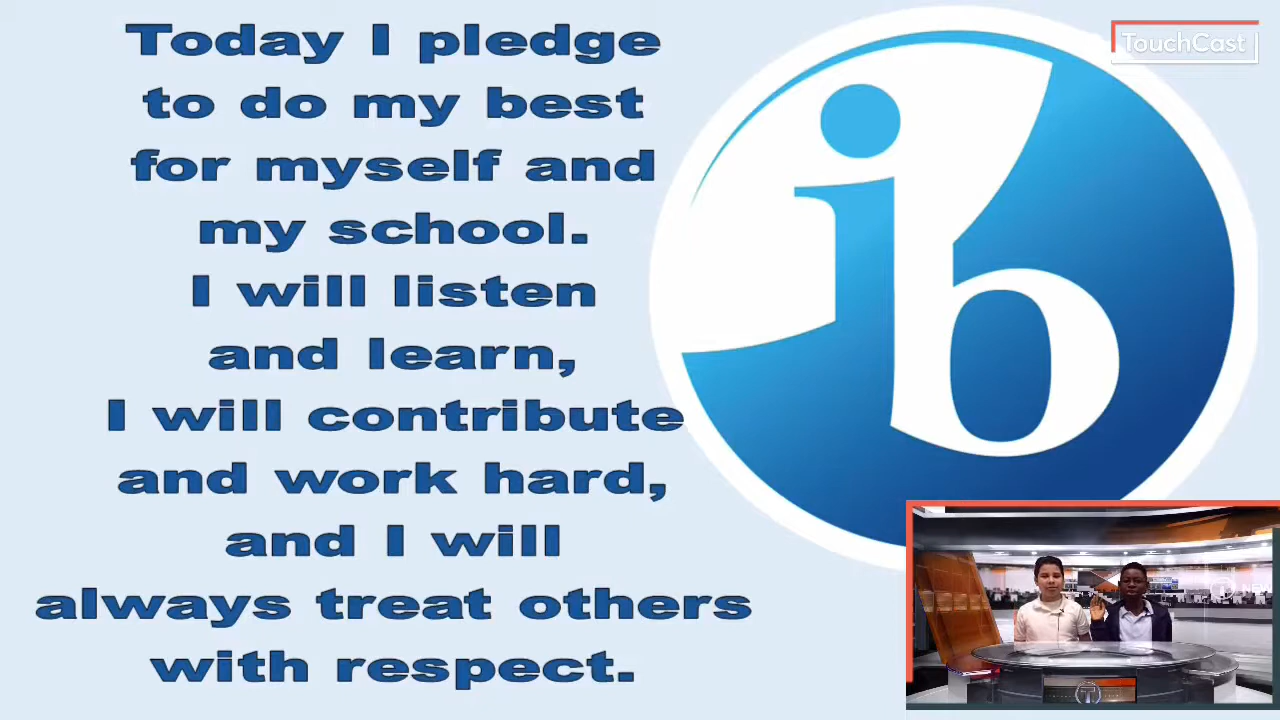 Today I pledge
to do my best
for myself and
my school.
I will listen
and learn,
I will contribute
and work hard,
and I will
always treat others
with respect.
ib
TouchCast
T